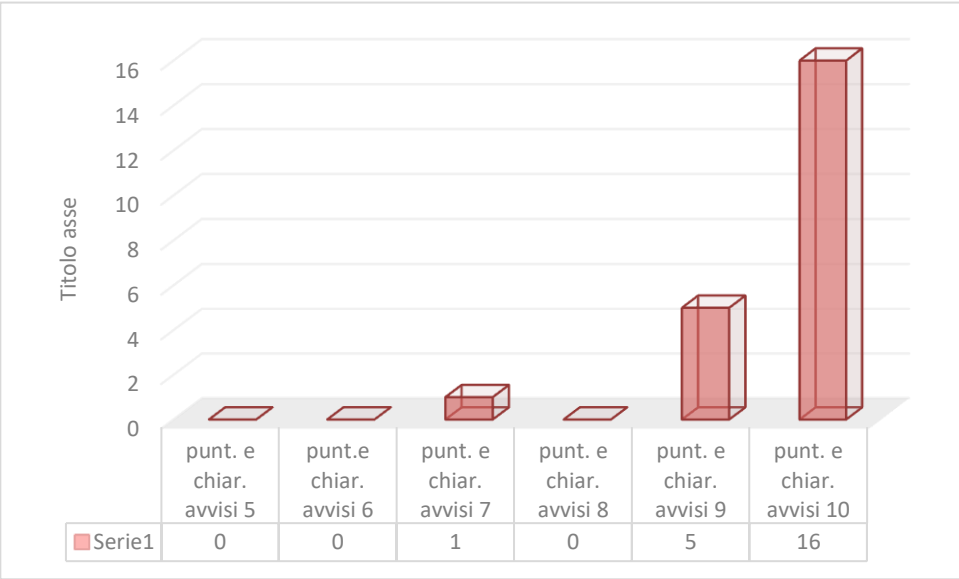 16
14
12
10
8
6
4
2
0
Titolo asse
punt. e chiar. avvisi 5
punt.e chiar. avvisi 6
punt. e chiar. avvisi 7
punt. e chiar. avvisi 8
punt. e chiar. avvisi 9
punt. e chiar. avvisi 10
Serie1 0 0 1 0 5 16